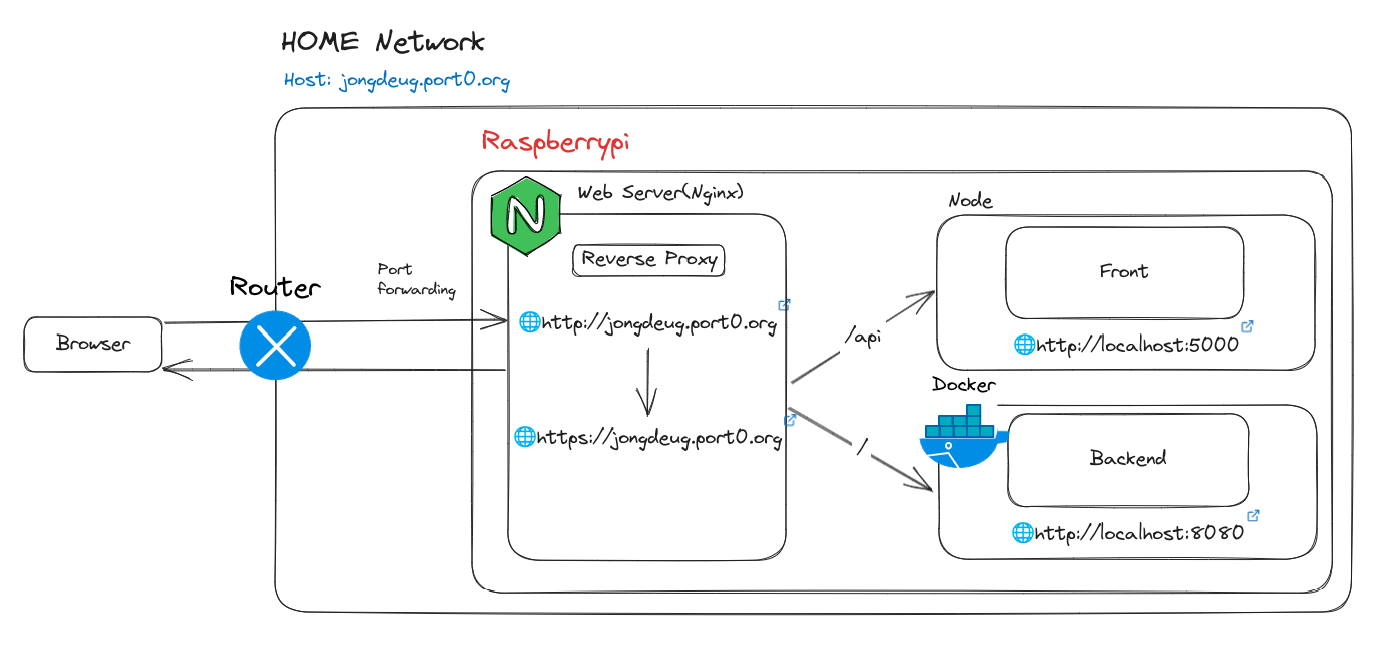 HOME Network
Host: jongdeug.port0.org
Raspberrypi
Web Server(Nginx)
N
Reverse Proxy
Node
Front
Port
forwarding
Router
Browser
http://jongdeug.port0.org
/api
http://localhost:5000
Docker
https://jongdeug.port0.org
/
Backend
http://localhost:8080